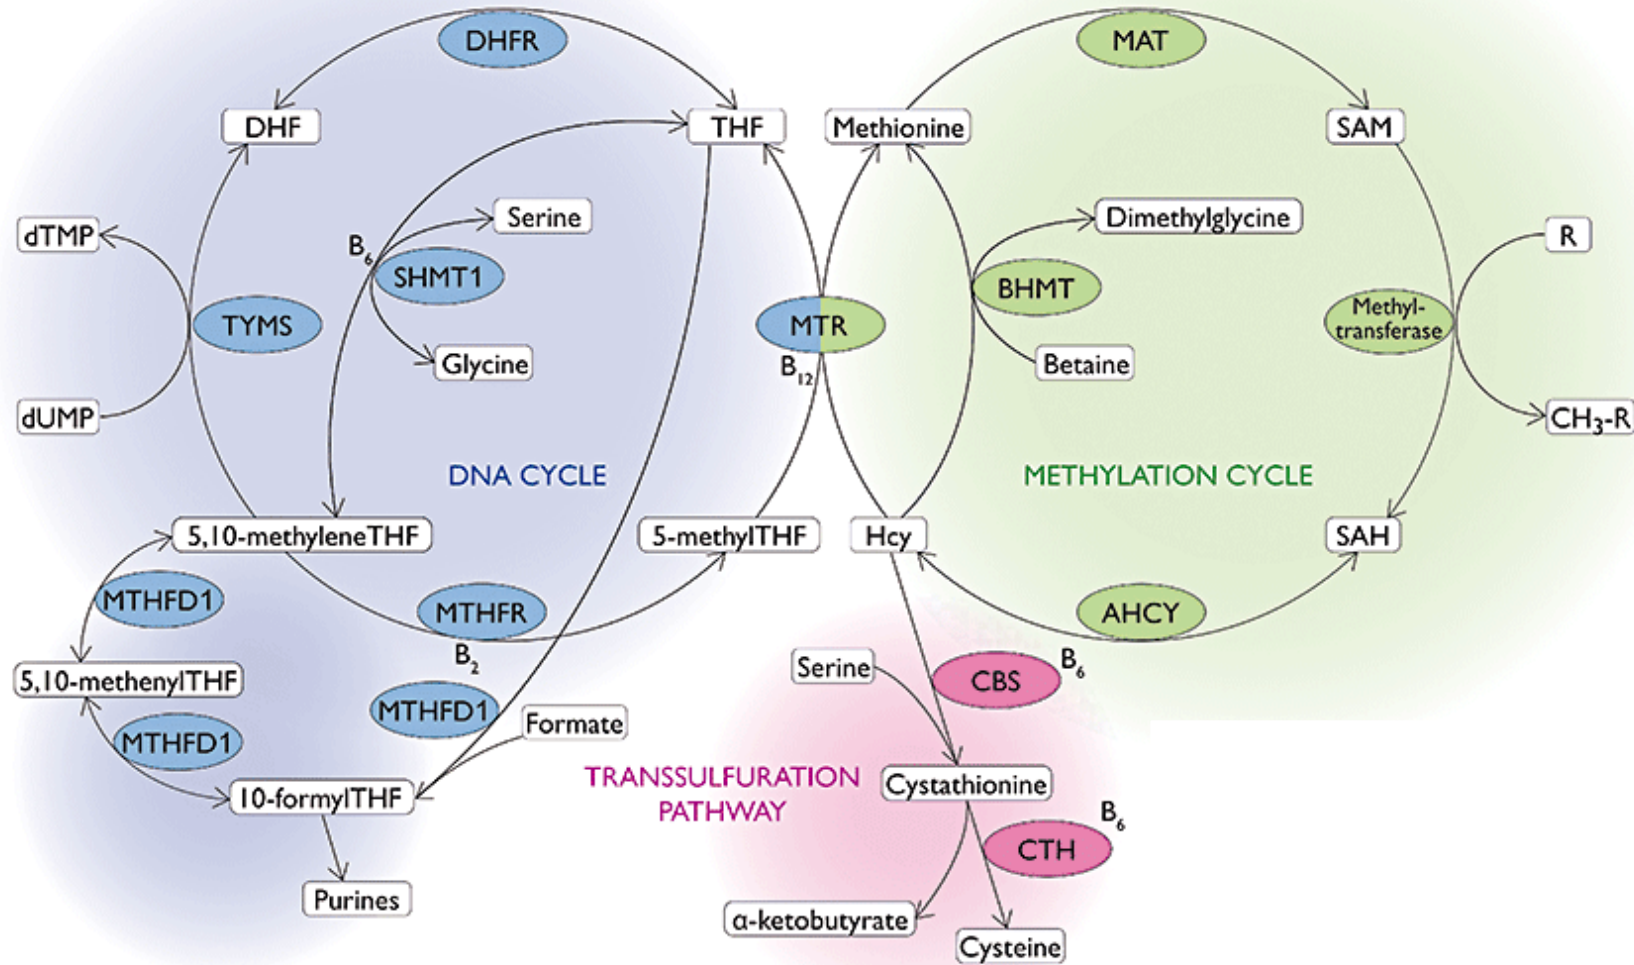 DHFR
MAT
DHF
THF
Methionine
SAM
Serine
Dimethylglycine
dTMP
R
B6
SHMT1
BHMT
TYMS
MTR
Methyl-
transferase
Glycine
B12
Betaine
dUMP
CH3-R
DNA CYCLE
METHYLATION CYCLE
5,10-methyleneTHF
5-methylTHF
Hcy
SAH
MTHFD1
MTHFR
AHCY
B2
Serine
CBS
B6
5,10-methenylTHF
MTHFD1
Formate
MTHFD1
TRANSSULFURATION
PATHWAY
Cystathionine
10-formylTHF
B6
CTH
Purines
α-ketobutyrate
Cysteine